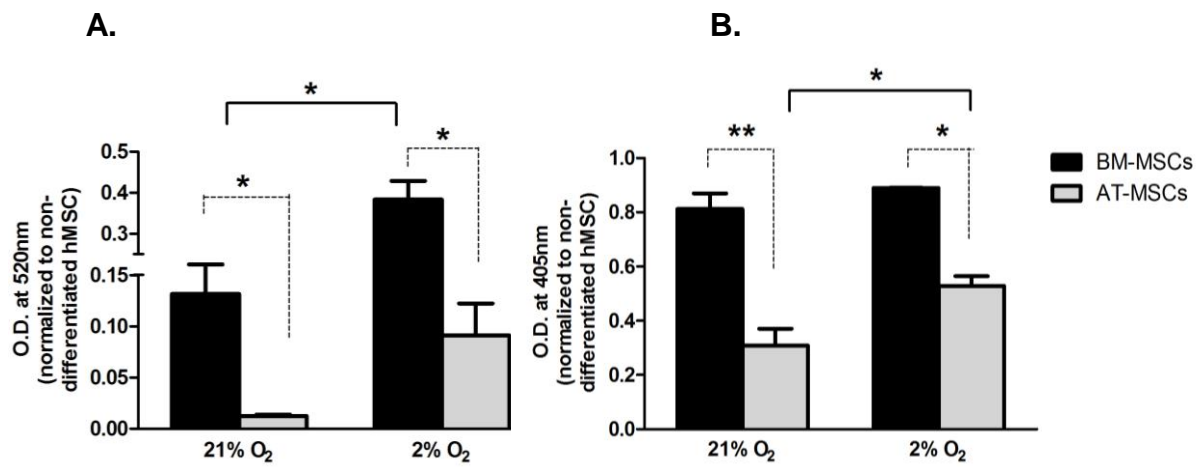 A.
B.
*
*
*
*
**
*
0.5
0.4
0.3
0.15
0.10
0.05
0.00
O.D. at 520nm
(normalized to non-
differentiated hMSC)
21% O₂
2% O₂
1.0
0.8
0.6
0.4
0.2
0.0
O.D. at 405nm
(normalized to non-
differentiated hMSC)
21% O₂
2% O₂
BM-MSCs
AT-MSCs